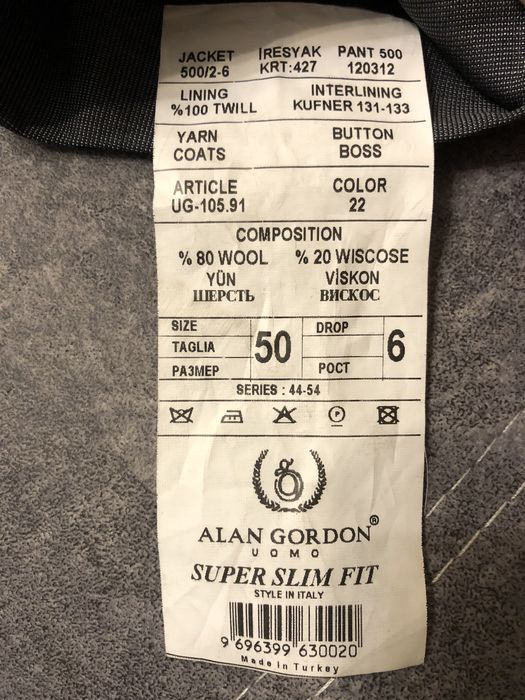 JACKET İRESYAK PANT 500
500/2-6 KRT:427 120312
LINING INTERLINING
%100 TWILL KUFNER 131-133
YARN BUTTON
COATS BOSS
ARTICLE COLOR
UG-105.91 22
COMPOSITION
% 80 WOOL % 20 WISCOSE
YÜN VİSKON
ШЕРСТЬ ВИСКОС
SIZE DROP
TAGLIA 50 6
РАЗМЕР РОСТ
SERIES : 44-54
P
ALAN GORDON®
UOMO
SUPER SLIM FIT
STYLE IN ITALY
9 696399 630020
Made in Turkey